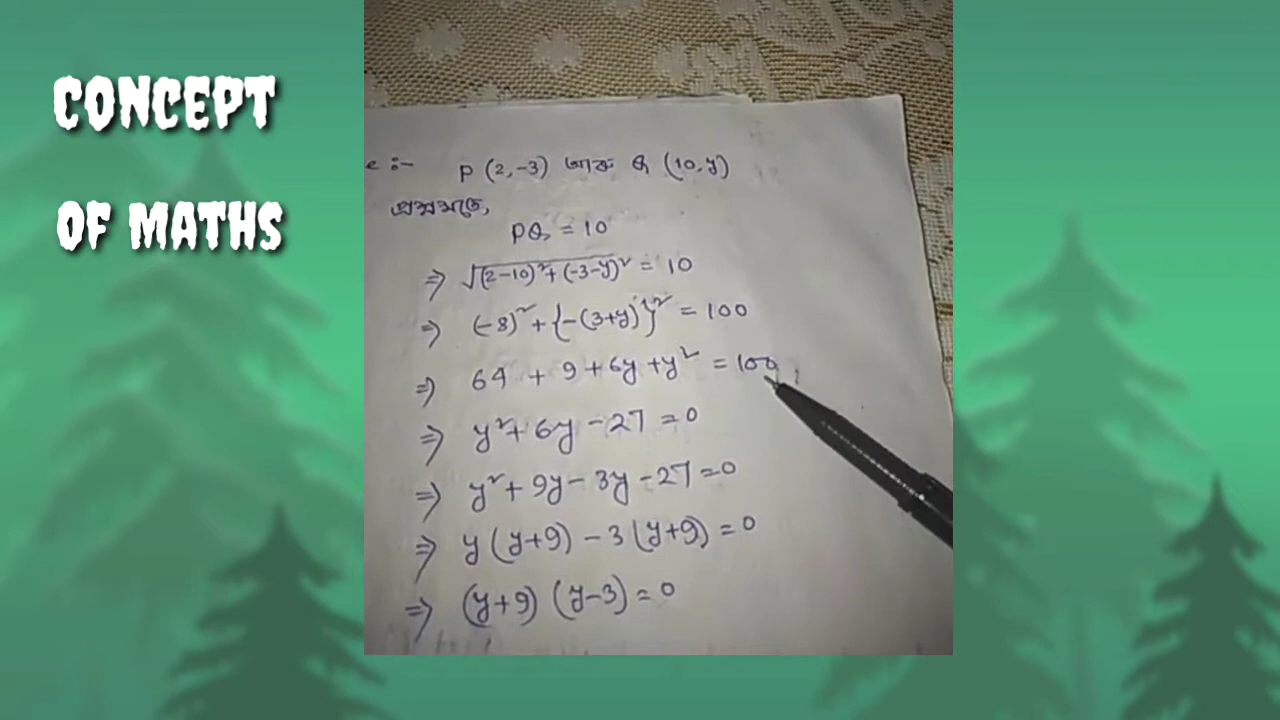 CONCEPT
OF MATHS
e :- P (2,-3) আৰু Q (10,y)
প্ৰশ্নমতে,
PQ = 10
⇒ √(2-10)²+(-3-y)² = 10
⇒ (-8)² + {-(3+y)}² = 100
⇒ 64 + 9 + 6y + y² = 100
⇒ y² + 6y - 27 = 0
⇒ y² + 9y - 3y - 27 = 0
⇒ y (y+9) - 3 (y+9) = 0
⇒ (y+9) (y-3) = 0